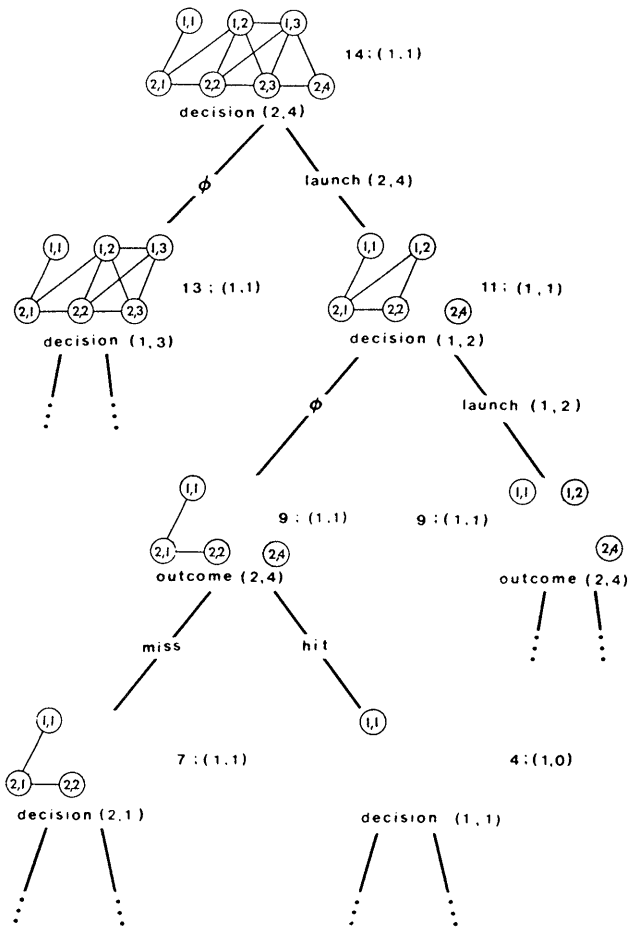 1,1 1,2 1,3
14;(1,1)
2,1 2,2 2,3 2,4
decision (2,4)
ϕ launch (2,4)
1,1 1,2 1,3 1,1 1,2
13;(1,1) 11;(1,1)
2,1 2,2 2,3 2,1 2,2 2,4
decision (1,3) decision (1,2)
ϕ launch (1,2)
1,1 1,1 1,2
9;(1,1) 9;(1,1)
2,1 2,2 2,4 2,4
outcome (2,4) outcome (2,4)
miss hit
1,1 1,1
7;(1,1) 4;(1,0)
2,1 2,2
decision (2,1) decision (1,1)